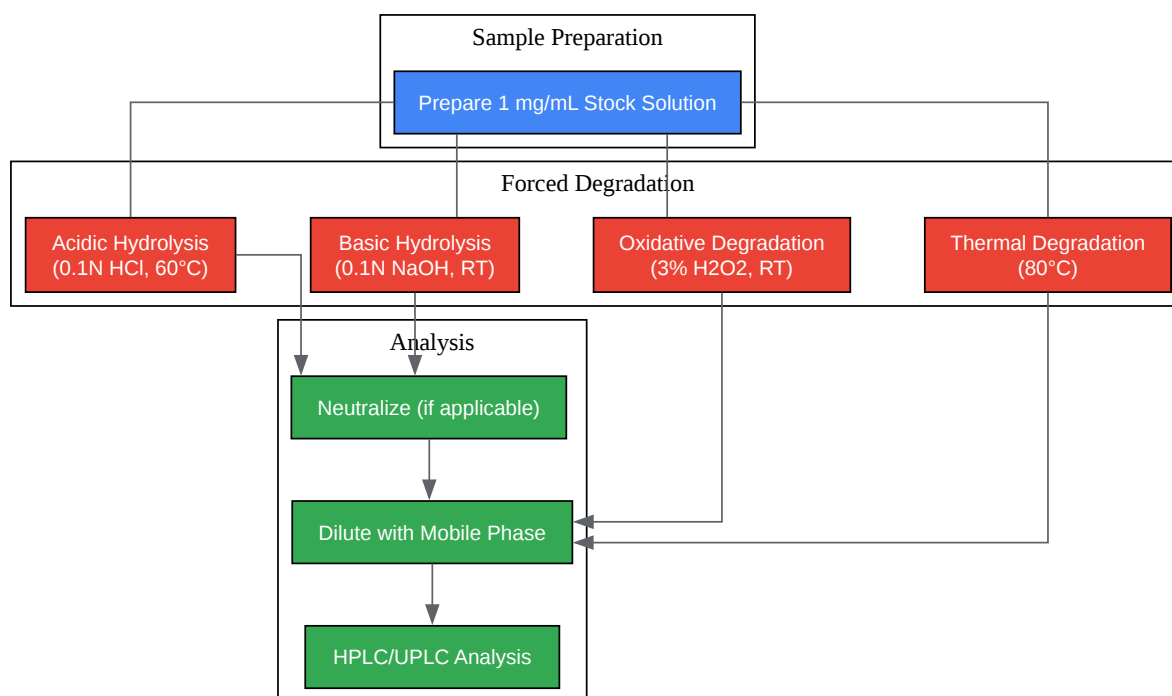 Sample Preparation
Prepare 1 mg/mL Stock Solution
Forced Degradation
Acidic Hydrolysis
(0.1N HCl, 60°C)
Basic Hydrolysis
(0.1N NaOH, RT)
Oxidative Degradation
(3% H2O2, RT)
Thermal Degradation
(80°C)
Analysis
Neutralize (if applicable)
Dilute with Mobile Phase
HPLC/UPLC Analysis